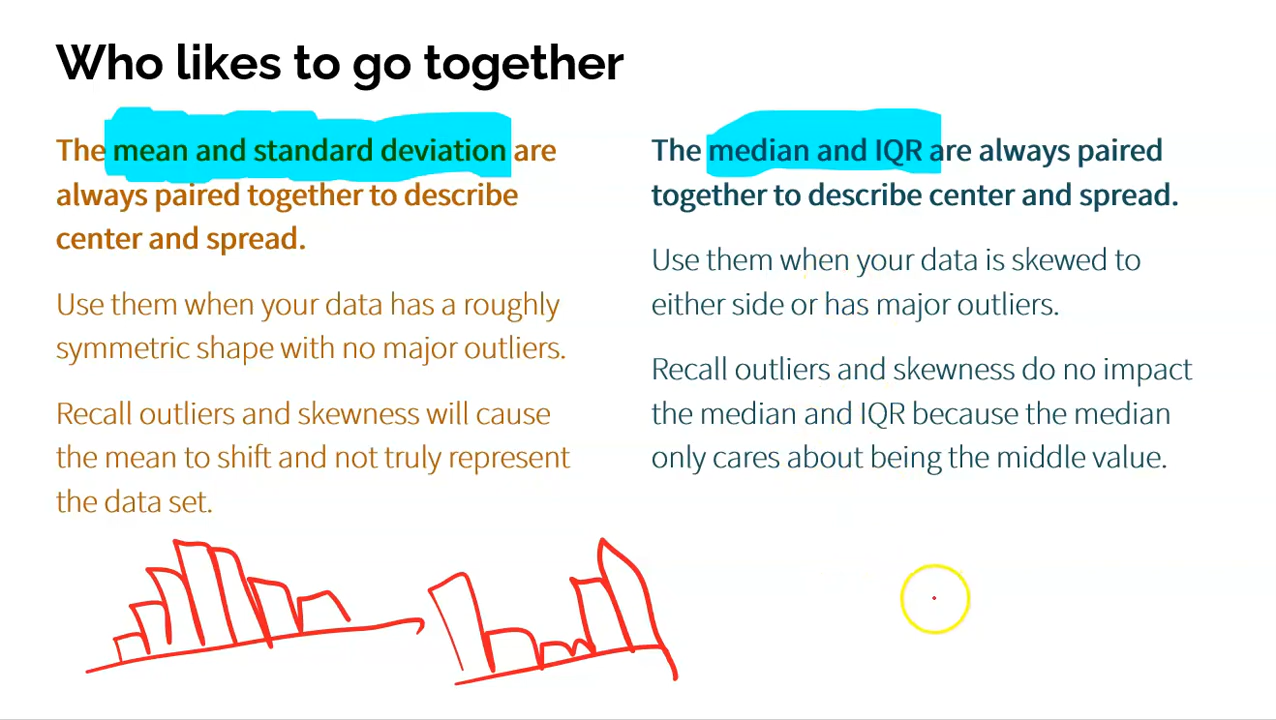 Who likes to go together
The mean and standard deviation are
always paired together to describe
center and spread.
Use them when your data has a roughly
symmetric shape with no major outliers.
Recall outliers and skewness will cause
the mean to shift and not truly represent
the data set.
The median and IQR are always paired
together to describe center and spread.
Use them when your data is skewed to
either side or has major outliers.
Recall outliers and skewness do no impact
the median and IQR because the median
only cares about being the middle value.